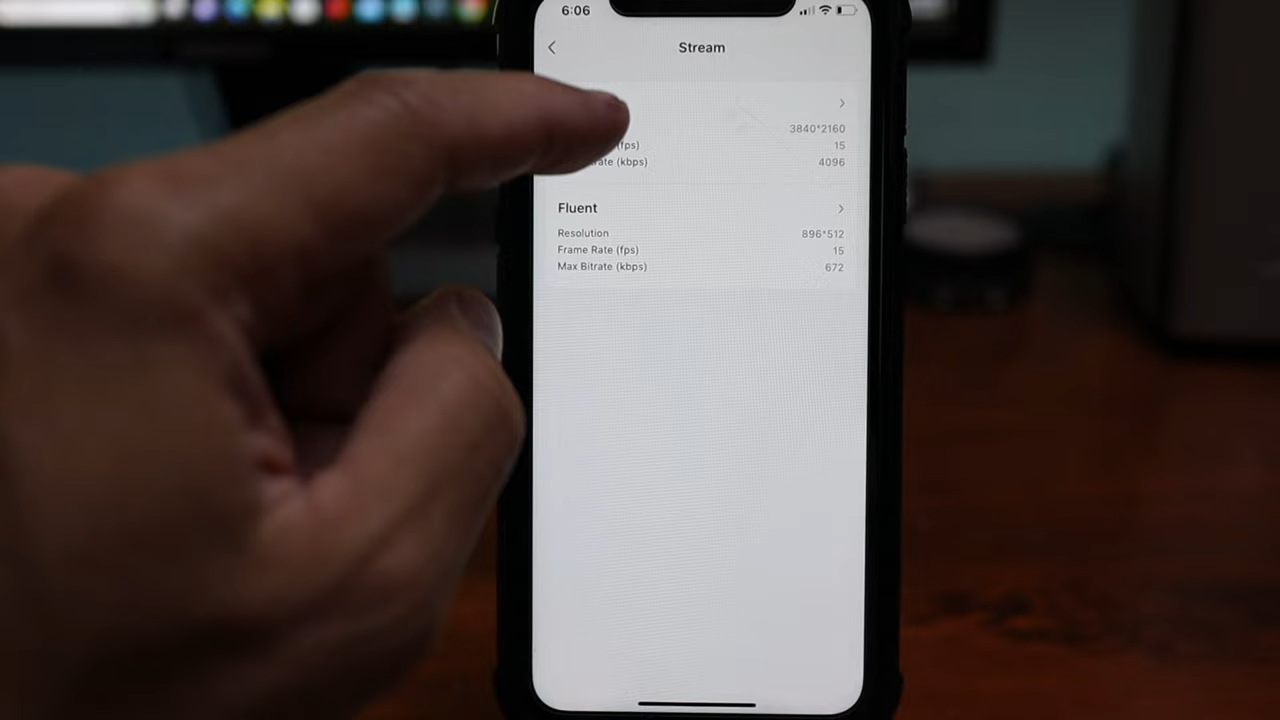 6:06
Stream
3840*2160
(fps) 15
rate (kbps) 4096
Fluent
Resolution 896*512
Frame Rate (fps) 15
Max Bitrate (kbps) 672